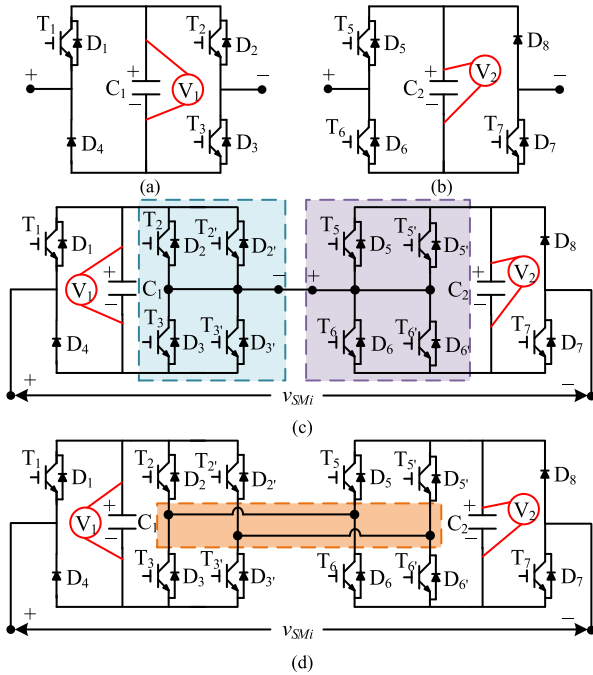 T1 D1 T2 D2
+ C1 + − V1 + −
D4 T3 D3
(a)
T5 D5 D8
+ C2 + − V2 −
T6 D6 T7 D7
(b)
T1 D1 T2 D2 T2' D2' T5 D5 T5' D5' D8
V1 + − C1 − + C2 + − V2
D4 T3 D3 T3' D3' T6 D6 T6' D6' T7 D7
+ vSMi −
(c)
T1 D1 T2 D2 T2' D2' T5 D5 T5' D5' D8
V1 + − C C2 + − V2
D4 T3 D3 T3' D3' T6 D6 T6' D6' T7 D7
+ vSMi −
(d)